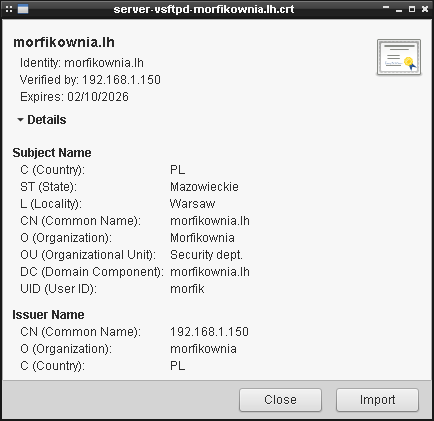 server-vsftpd-morfikownia.lh.crt
morfikownia.lh
Identity: morfikownia.lh
Verified by: 192.168.1.150
Expires: 02/10/2026
Details
Subject Name
C (Country): PL
ST (State): Mazowieckie
L (Locality): Warsaw
CN (Common Name): morfikownia.lh
O (Organization): Morfikownia
OU (Organizational Unit): Security dept.
DC (Domain Component): morfikownia.lh
UID (User ID): morfik
Issuer Name
CN (Common Name): 192.168.1.150
O (Organization): morfikownia
C (Country): PL
Close Import